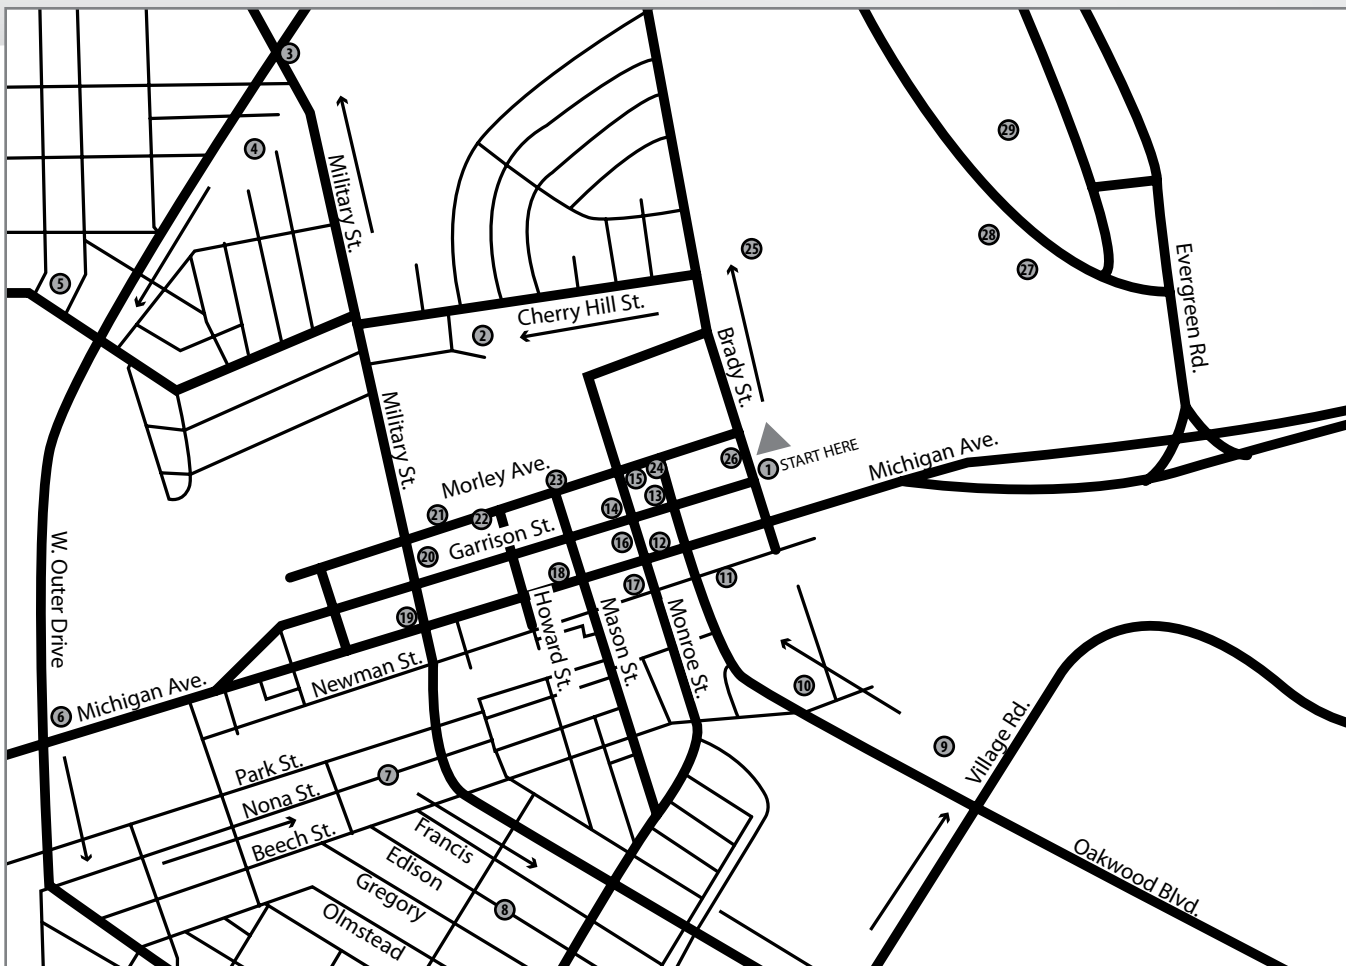 3
29
4
Military St.
25
28
Evergreen Rd.
27
5
Cherry Hill St.
2
Brady St.
Military St.
START HERE
Michigan Ave.
26
1
Morley Ave.
23
15
24
13
14
21
22
Garrison St.
20
16
12
18
17
11
W. Outer Drive
Howard St.
Mason St.
Monroe St.
19
Newman St.
Michigan Ave.
6
10
9
Village Rd.
Park St.
7
Nona St.
Beech St.
Francis
Edison
Gregory
Olmstead
8
Oakwood Blvd.